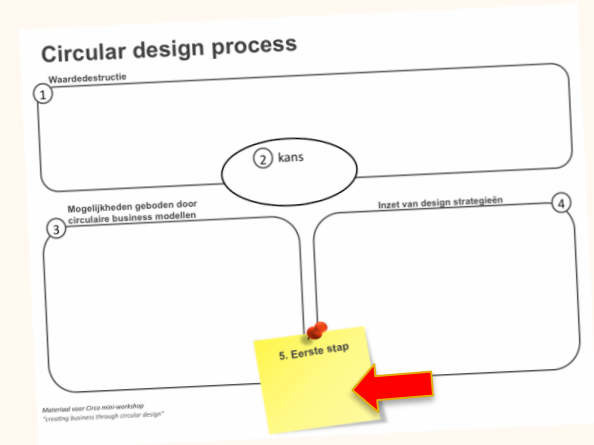 Circular design process
1
Waardedestructie
2 kans
Mogelijkheden geboden door
circulaire business modellen
3
Inzet van design strategieën
4
5. Eerste stap
Materiaal voor Circo mini-workshop
"creating business through circular design"